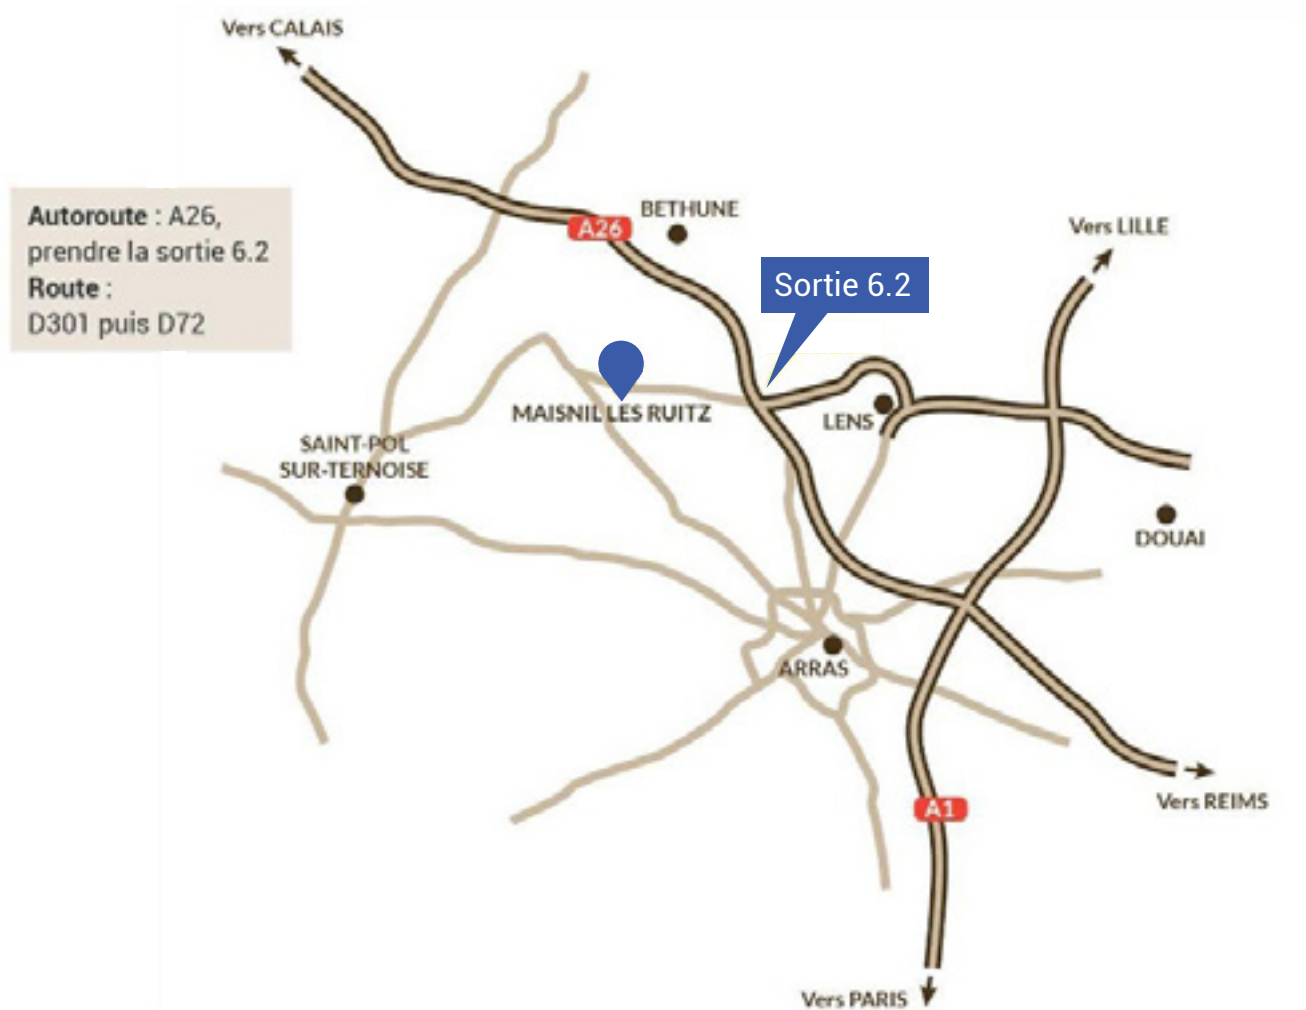 Vers CALAIS
Autoroute : A26,
prendre la sortie 6.2
Route :
D301 puis D72
A26
BETHUNE
Vers LILLE
Sortie 6.2
MAISNIL LES RUITZ
LENS
SAINT-POL
SUR-TERNOISE
DOUAI
ARRAS
A1
Vers REIMS
Vers PARIS